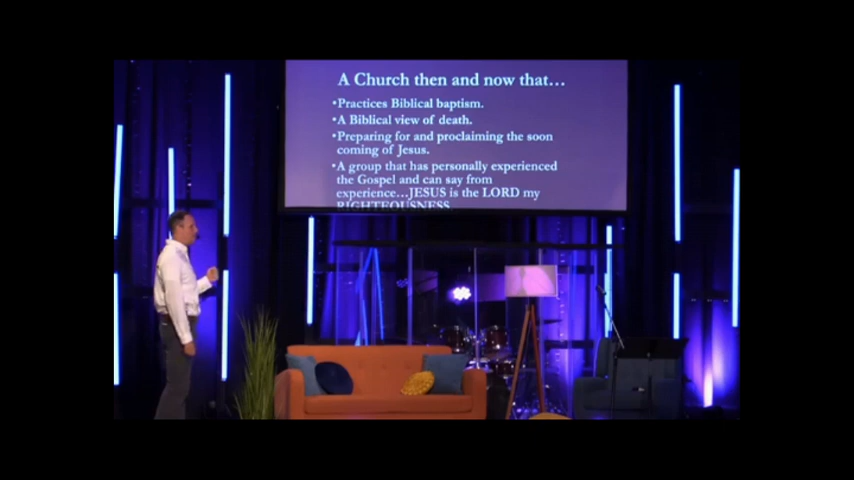 A Church then and now that…
•Practices Biblical baptism.
•A Biblical view of death.
•Preparing for and proclaiming the soon
coming of Jesus.
•A group that has personally experienced
the Gospel and can say from
experience…JESUS is the LORD my
RIGHTEOUSNESS.